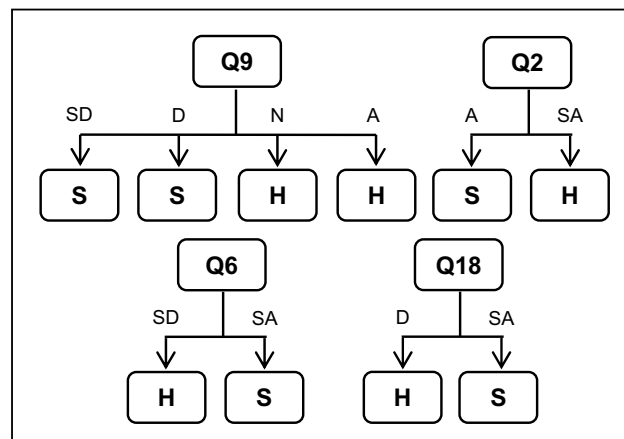 Q9 Q2
SD D N A A SA
S S H H S H
Q6 Q18
SD SA D SA
H S H S